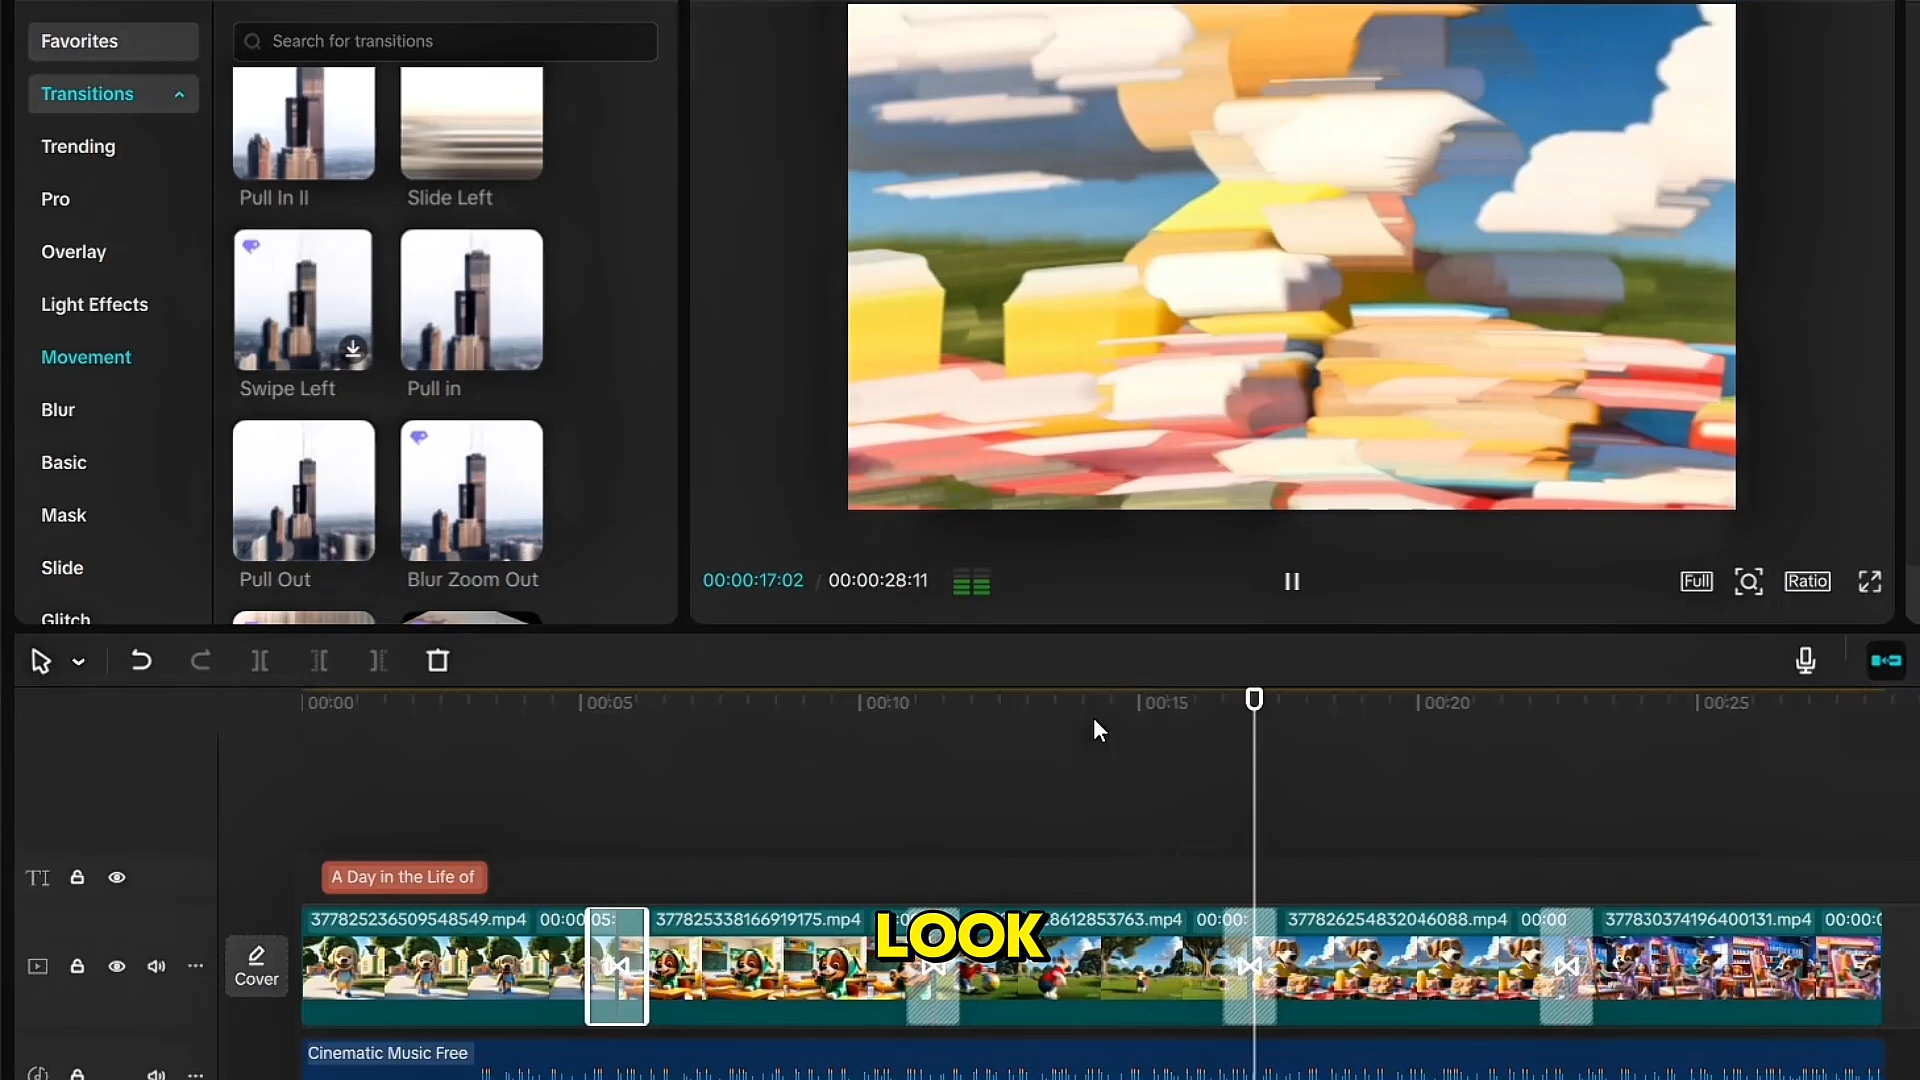 Favorites
Search for transitions
Transitions
Trending
Pro
Overlay
Light Effects
Movement
Blur
Basic
Mask
Slide
Glitch
Pull In II
Slide Left
Swipe Left
Pull in
Pull Out
Blur Zoom Out
00:00:17:02 / 00:00:28:11
Full
Ratio
00:00 00:05 00:10 00:15 00:20 00:25
TI
A Day in the Life of
377825236509548549.mp4 00:00:05: 377825338166919175.mp4 8612853763.mp4 00:00: 377826254832046088.mp4 00:00 377830374196400131.mp4 00:00:0
LOOK
Cover
Cinematic Music Free